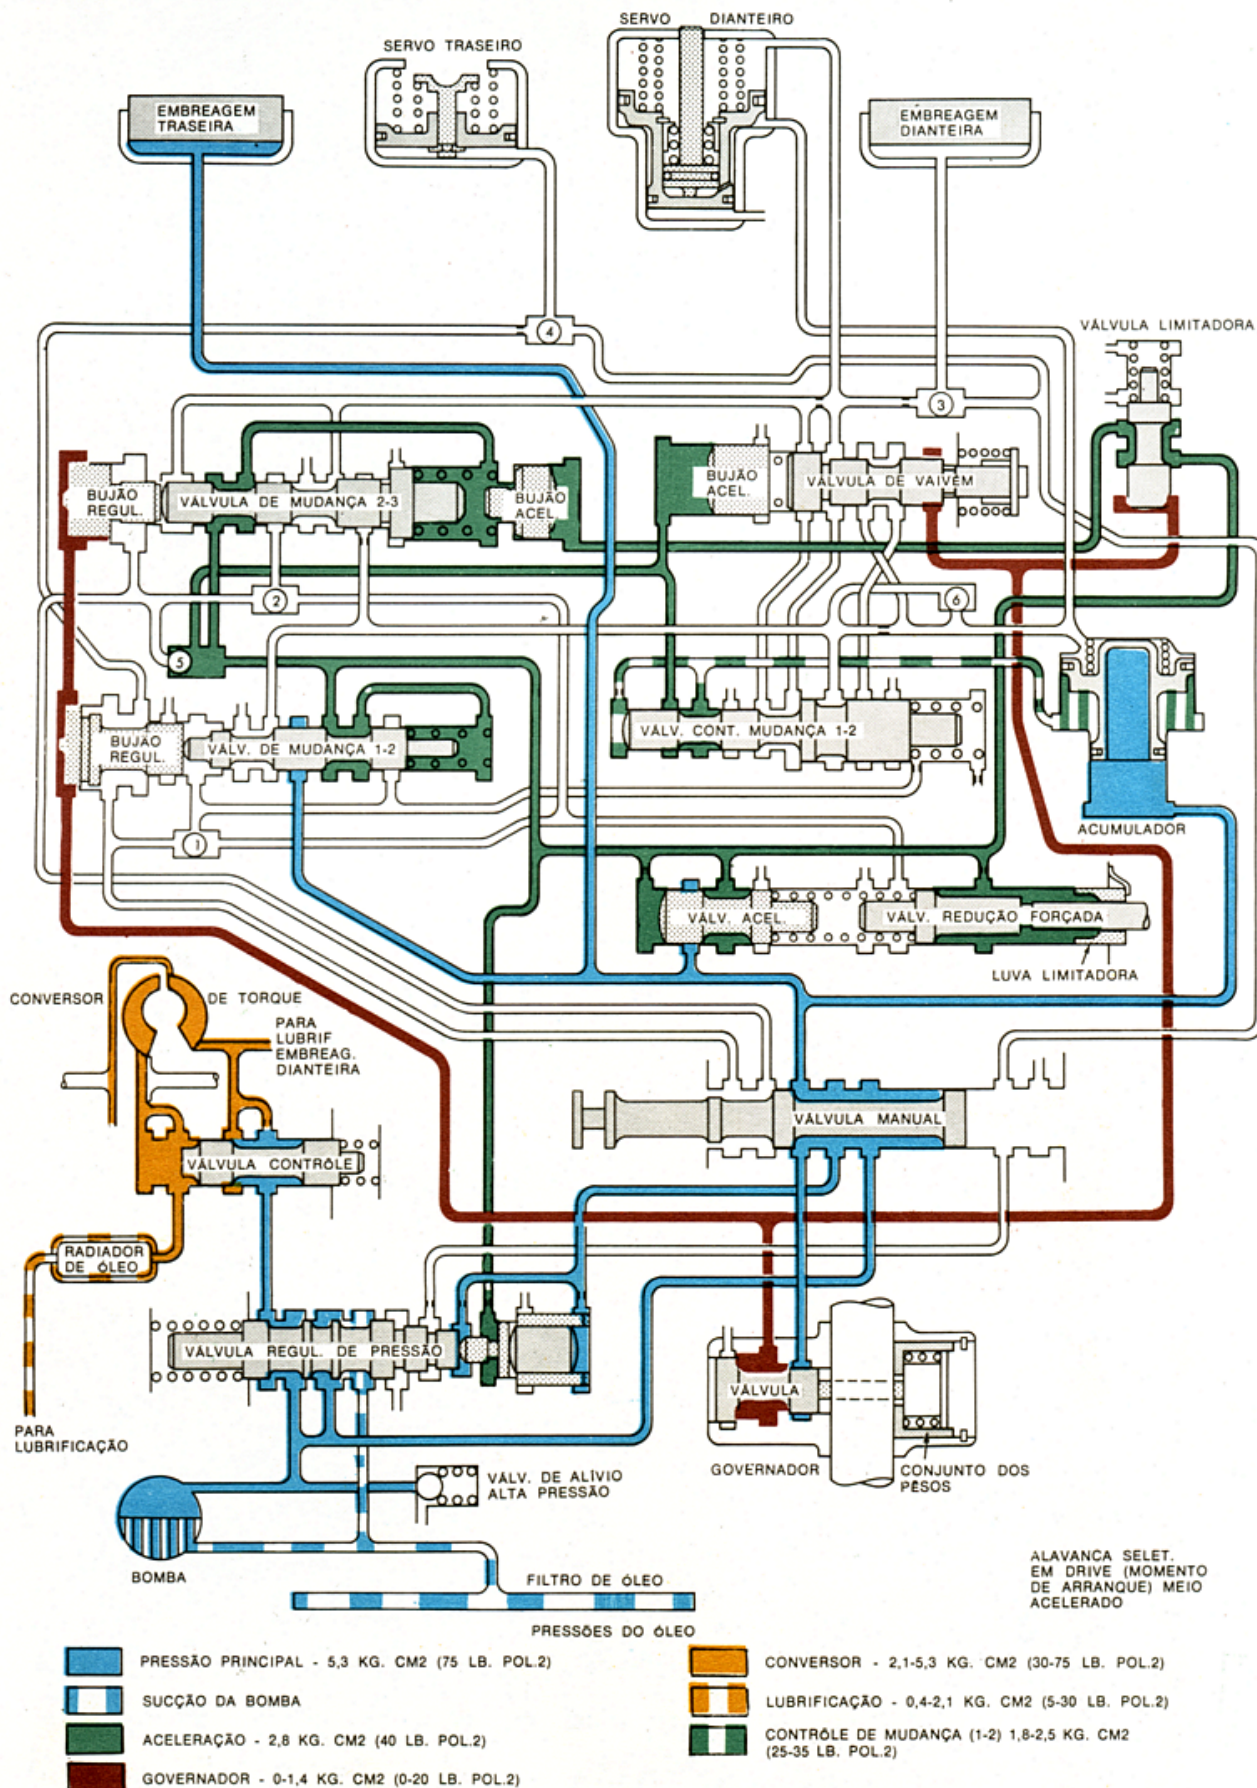 SERVO DIANTEIRO
SERVO TRASEIRO
EMBREAGEM
TRASEIRA
EMBREAGEM
DIANTEIRA
4
VÁLVULA LIMITADORA
3
BUJÃO
REGUL.
VÁLVULA DE MUDANÇA 2-3
BUJÃO
ACEL.
BUJÃO
ACEL.
VÁLVULA DE VAIVÉM
2
6
5
BUJÃO
REGUL.
VÁLV. DE MUDANÇA 1-2
VÁLV. CONT. MUDANÇA 1-2
ACUMULADOR
1
VÁLV. ACEL.
VÁLV. REDUÇÃO FORÇADA
LUVA LIMITADORA
CONVERSOR DE TORQUE
PARA
LUBRIF
EMBREAG.
DIANTEIRA
VÁLVULA MANUAL
VÁLVULA CONTRÔLE
RADIADOR
DE ÓLEO
VÁLVULA REGUL. DE PRESSÃO
VÁLVULA
PARA
LUBRIFICAÇÃO
GOVERNADOR
CONJUNTO DOS
PÊSOS
VÁLV. DE ALÍVIO
ALTA PRESSÃO
BOMBA
FILTRO DE ÓLEO
ALAVANCA SELET.
EM DRIVE (MOMENTO
DE ARRANQUE) MEIO
ACELERADO
PRESSÕES DO ÓLEO
PRESSÃO PRINCIPAL - 5,3 KG. CM2 (75 LB. POL.2)
SUCÇÃO DA BOMBA
ACELERAÇÃO - 2,8 KG. CM2 (40 LB. POL.2)
GOVERNADOR - 0-1,4 KG. CM2 (0-20 LB. POL.2)
CONVERSOR - 2,1-5,3 KG. CM2 (30-75 LB. POL.2)
LUBRIFICAÇÃO - 0,4-2,1 KG. CM2 (5-30 LB. POL.2)
CONTRÔLE DE MUDANÇA (1-2) 1,8-2,5 KG. CM2
(25-35 LB. POL.2)